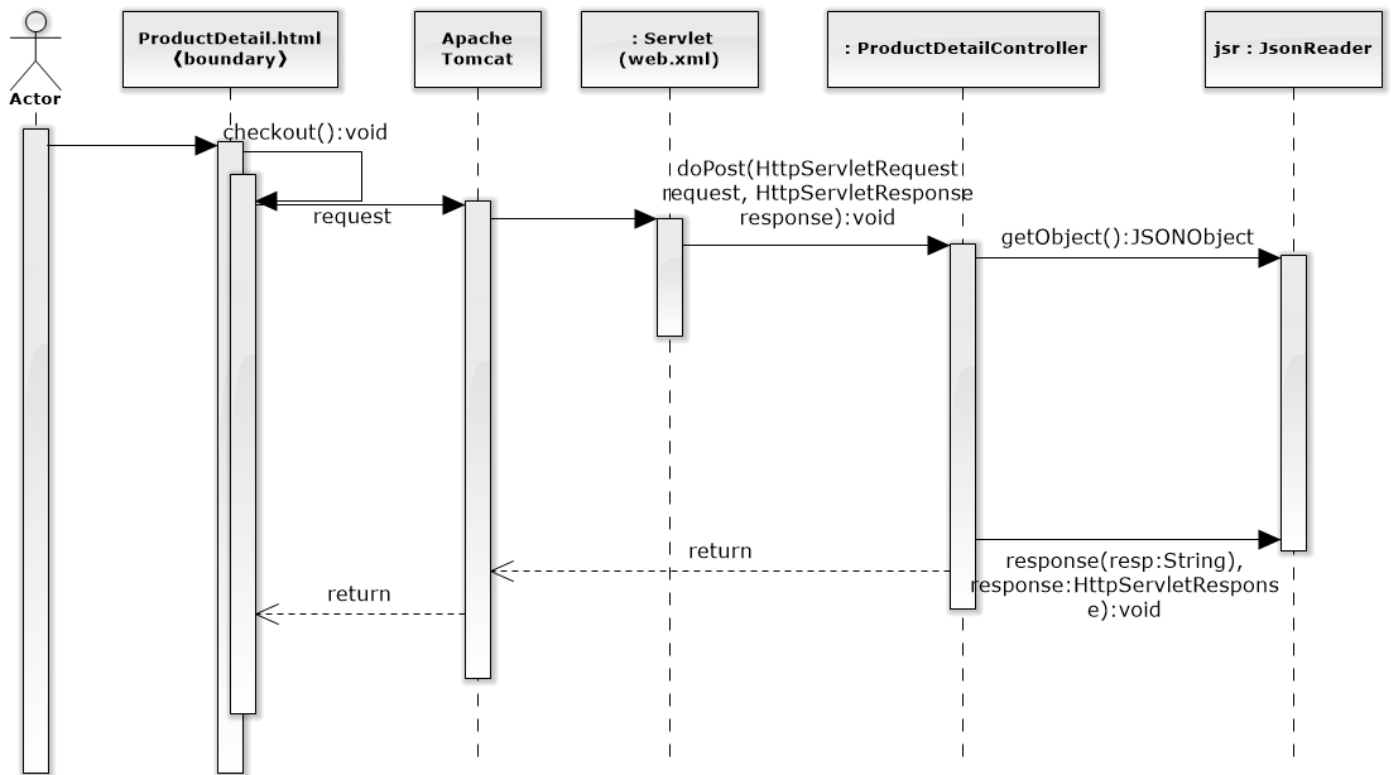 ProductDetail.html
《boundary》
Apache
Tomcat
: Servlet
(web.xml)
: ProductDetailController
jsr : JsonReader
Actor
checkout():void
doPost(HttpServletRequest
request, HttpServletResponse
response):void
request
getObject():JSONObject
return
response(resp:String),
response:HttpServletRespons
e):void
return